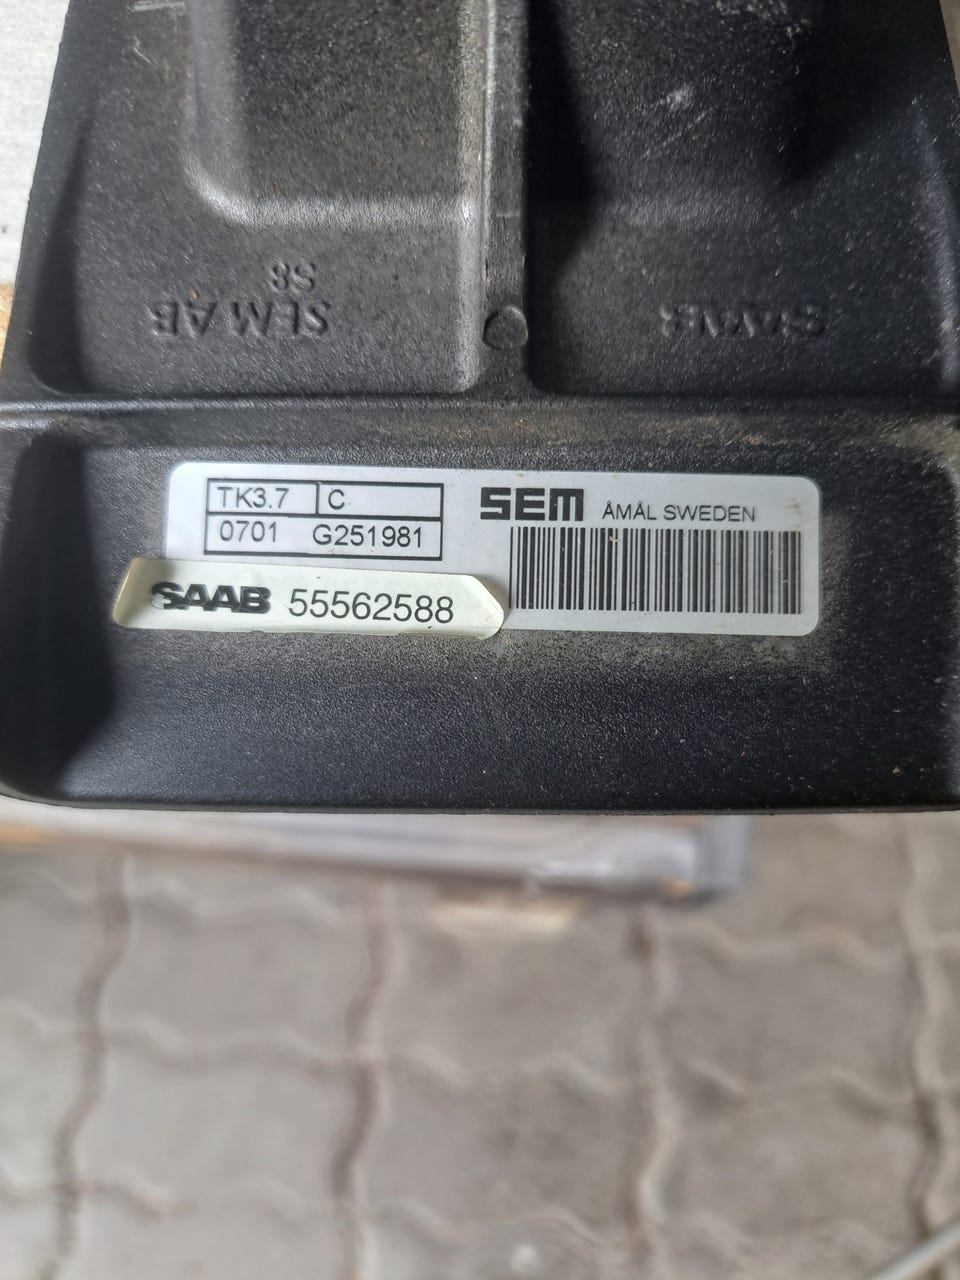 S8
SEM AB
SAAB
TK3.7 C
0701 G251981
SEM ÅMÅL SWEDEN
SAAB 55562588